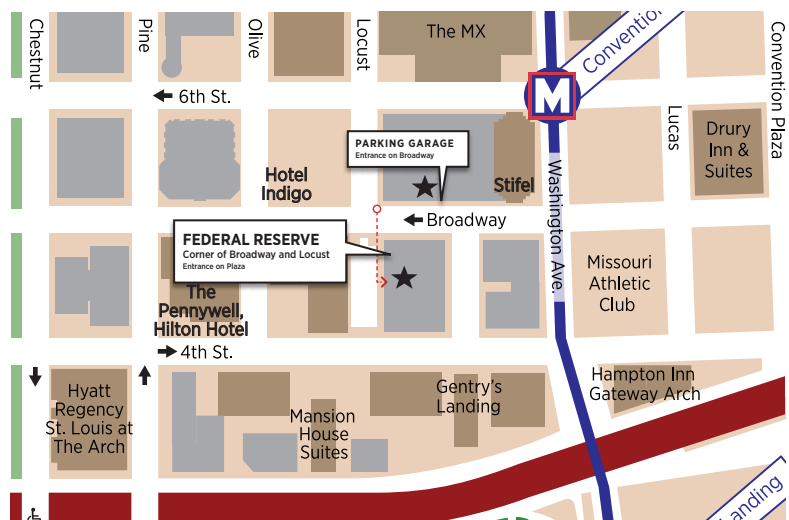 Chestnut
Pine
Olive
Locust
The MX
Convention
Convention Plaza
6th St.
M
Lucas
Drury
Inn &
Suites
PARKING GARAGE
Entrance on Broadway
Hotel
Indigo
Stifel
Washington Ave.
Broadway
FEDERAL RESERVE
Corner of Broadway and Locust
Entrance on Plaza
Missouri
Athletic
Club
The
Pennywell,
Hilton Hotel
4th St.
Hyatt
Regency
St. Louis at
The Arch
Mansion
House
Suites
Gentry's
Landing
Hampton Inn
Gateway Arch
Landing